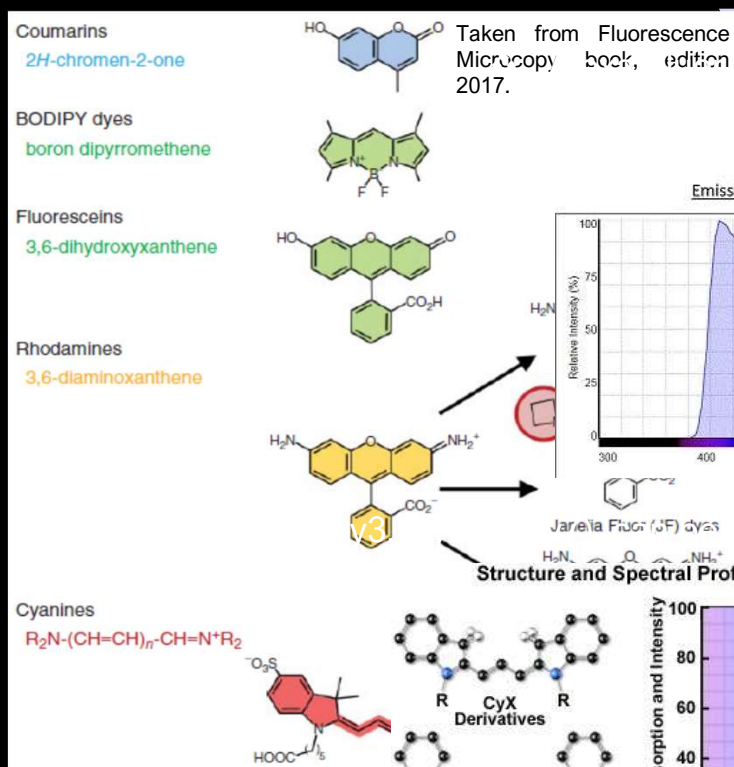 Coumarins
2H-chromen-2-one
HO
O
O
Taken from Fluorescence
Microcopy book, edition
2017.
BODIPY dyes
boron dipyrromethene
N⁺
N
B⁻
F F
Emiss
Fluoresceins
3,6-dihydroxyxanthene
HO
O
O
CO₂H
H₂N
Relative Intensity (%)
100
75
50
25
0
300
400
Rhodamines
3,6-diaminoxanthene
H₂N
O
NH₂⁺
CO₂⁻
y3
Janelia Fluor (JF) dyes
H₂N
O
NH₂⁺
Structure and Spectral Prof
Cyanines
R₂N-(CH=CH)ₙ-CH=N⁺R₂
⁻O₃S
N
HOOC
5
R
R
CyX
Derivatives
orption and Intensity
100
80
60
40